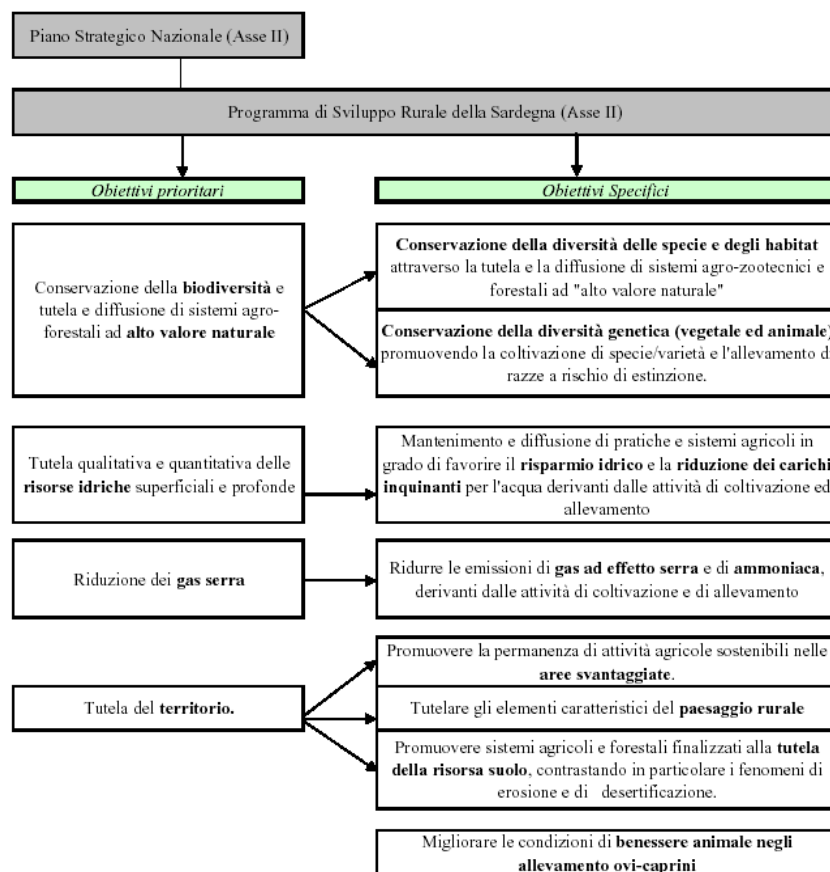 Piano Strategico Nazionale (Asse II)
Programma di Sviluppo Rurale della Sardegna (Asse II)
Obiettivi prioritari
Obiettivi Specifici
Conservazione della biodiversità e
tutela e diffusione di sistemi agro-
forestali ad alto valore naturale
Conservazione della diversità delle specie e degli habitat
attraverso la tutela e la diffusione di sistemi agro-zootecnici e
forestali ad "alto valore naturale"
Conservazione della diversità genetica (vegetale ed animale)
promuovendo la coltivazione di specie/varietà e l'allevamento di
razze a rischio di estinzione.
Tutela qualitativa e quantitativa delle
risorse idriche superficiali e profonde
Mantenimento e diffusione di pratiche e sistemi agricoli in
grado di favorire il risparmio idrico e la riduzione dei carichi
inquinanti per l'acqua derivanti dalle attività di coltivazione ed
allevamento
Riduzione dei gas serra
Ridurre le emissioni di gas ad effetto serra e di ammoniaca,
derivanti dalle attività di coltivazione e di allevamento
Tutela del territorio.
Promuovere la permanenza di attività agricole sostenibili nelle
aree svantaggiate.
Tutelare gli elementi caratteristici del paesaggio rurale
Promuovere sistemi agricoli e forestali finalizzati alla tutela
della risorsa suolo, contrastando in particolare i fenomeni di
erosione e di desertificazione.
Migliorare le condizioni di benessere animale negli
allevamento ovi-caprini